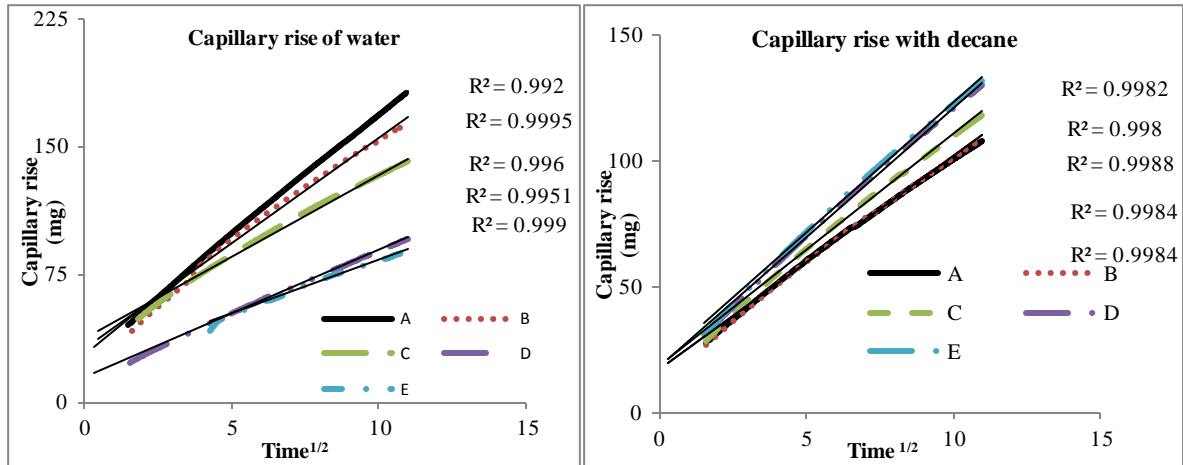 Capillary rise of water
225
150
75
0
Capillary rise
(mg)
R² = 0.992
R² = 0.9995
R² = 0.996
R² = 0.9951
R² = 0.999
A
B
C
D
E
0
5
10
15
Time1/2
Capillary rise with decane
150
100
50
0
Capillary rise
(mg)
R² = 0.9982
R² = 0.998
R² = 0.9988
R² = 0.9984
R² = 0.9984
A
B
C
D
E
0
5
10
15
Time 1/2